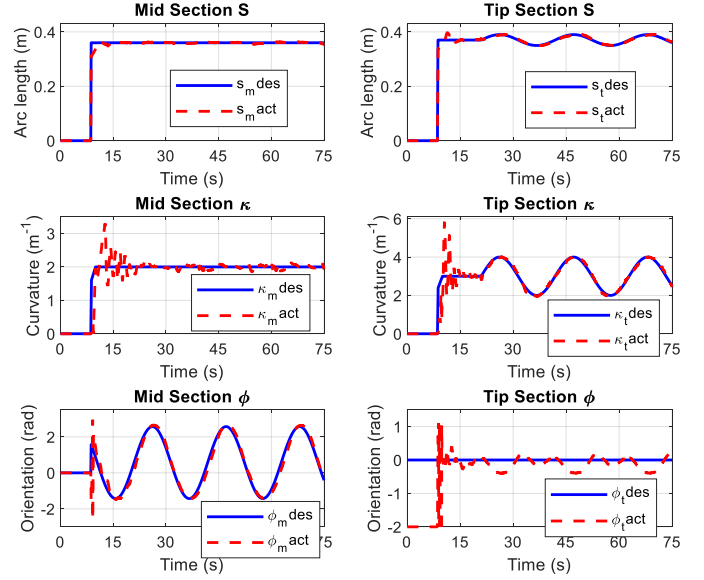 Mid Section S
Arc length (m)
0.4
0.2
0
0 15 30 45 60 75
Time (s)
s_m des
s_m act
Tip Section S
Arc length (m)
0.4
0.2
0
0 15 30 45 60 75
Time (s)
s_t des
s_t act
Mid Section κ
Curvature (m⁻¹)
3
2
1
0
0 15 30 45 60 75
Time (s)
κ_m des
κ_m act
Tip Section κ
Curvature (m⁻¹)
6
4
2
0
0 15 30 45 60 75
Time (s)
κ_t des
κ_t act
Mid Section ϕ
Orientation (rad)
2
0
-2
0 15 30 45 60 75
Time (s)
ϕ_m des
ϕ_m act
Tip Section ϕ
Orientation (rad)
1
0
-1
-2
0 15 30 45 60 75
Time (s)
ϕ_t des
ϕ_t act